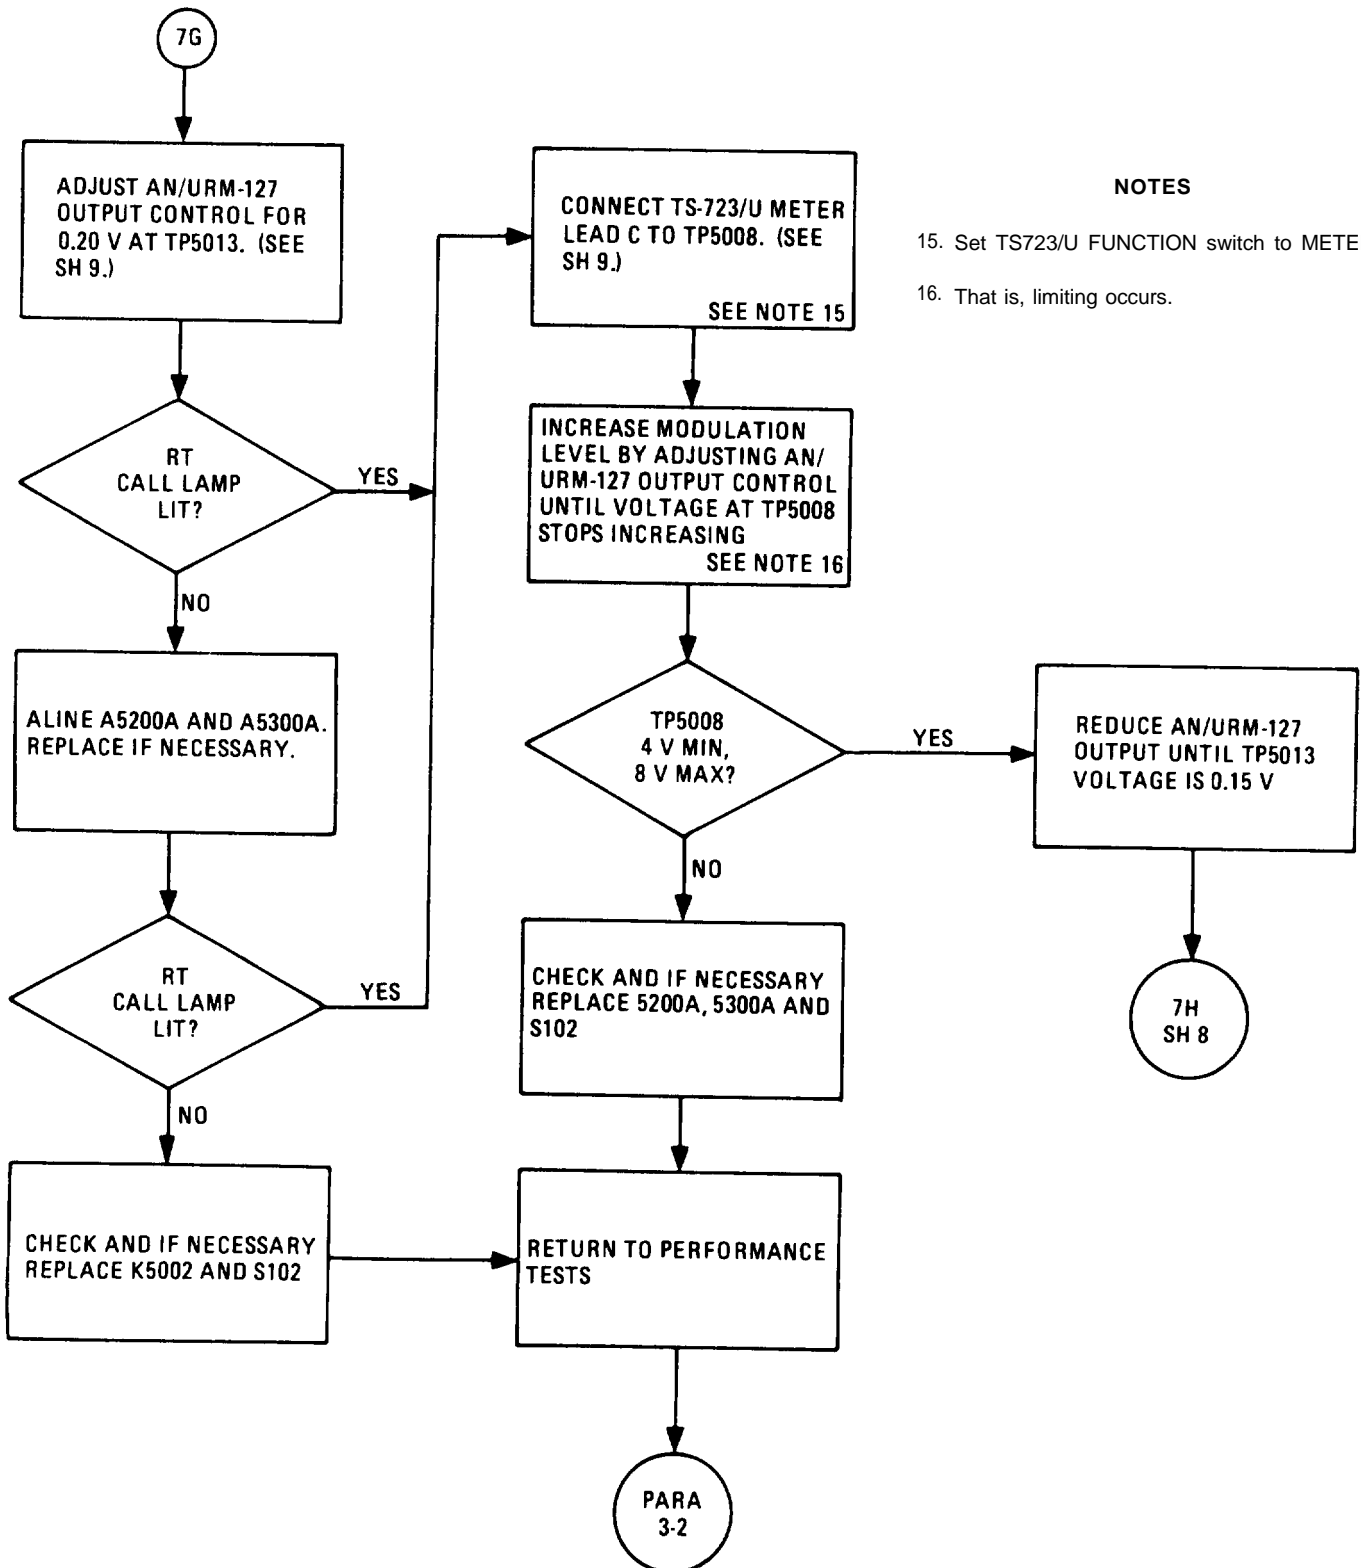 7G
ADJUST AN/URM-127
OUTPUT CONTROL FOR
0.20 V AT TP5013. (SEE
SH 9.)
RT
CALL LAMP
LIT?
YES
NO
ALINE A5200A AND A5300A.
REPLACE IF NECESSARY.
RT
CALL LAMP
LIT?
YES
NO
CHECK AND IF NECESSARY
REPLACE K5002 AND S102
CONNECT TS-723/U METER
LEAD C TO TP5008. (SEE
SH 9.)
SEE NOTE 15
INCREASE MODULATION
LEVEL BY ADJUSTING AN/
URM-127 OUTPUT CONTROL
UNTIL VOLTAGE AT TP5008
STOPS INCREASING
SEE NOTE 16
TP5008
4 V MIN,
8 V MAX?
YES
NO
CHECK AND IF NECESSARY
REPLACE 5200A, 5300A AND
S102
RETURN TO PERFORMANCE
TESTS
PARA
3-2
REDUCE AN/URM-127
OUTPUT UNTIL TP5013
VOLTAGE IS 0.15 V
7H
SH 8
NOTES
15. Set TS723/U FUNCTION switch to METE
16. That is, limiting occurs.